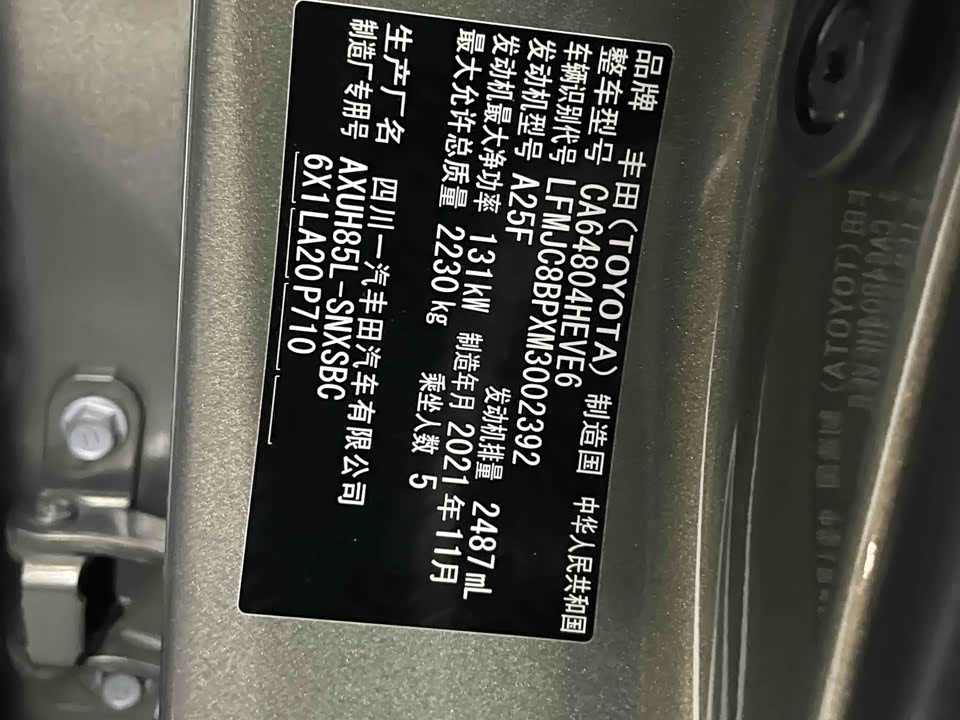 品牌 丰田(TOYOTA) 制造国 中华人民共和国
整车型号 CA64804HEVE6
车辆识别代号 LFMJC8BPXM3002392
发动机型号 A25F 发动机排量 2487mL
发动机最大净功率 131kW 制造年月 2021年11月
最大允许总质量 2230kg 乘坐人数 5
生产厂名 四川一汽丰田汽车有限公司
制造厂专用号 AXUH85L-SNXSBC
6X1LA20P710